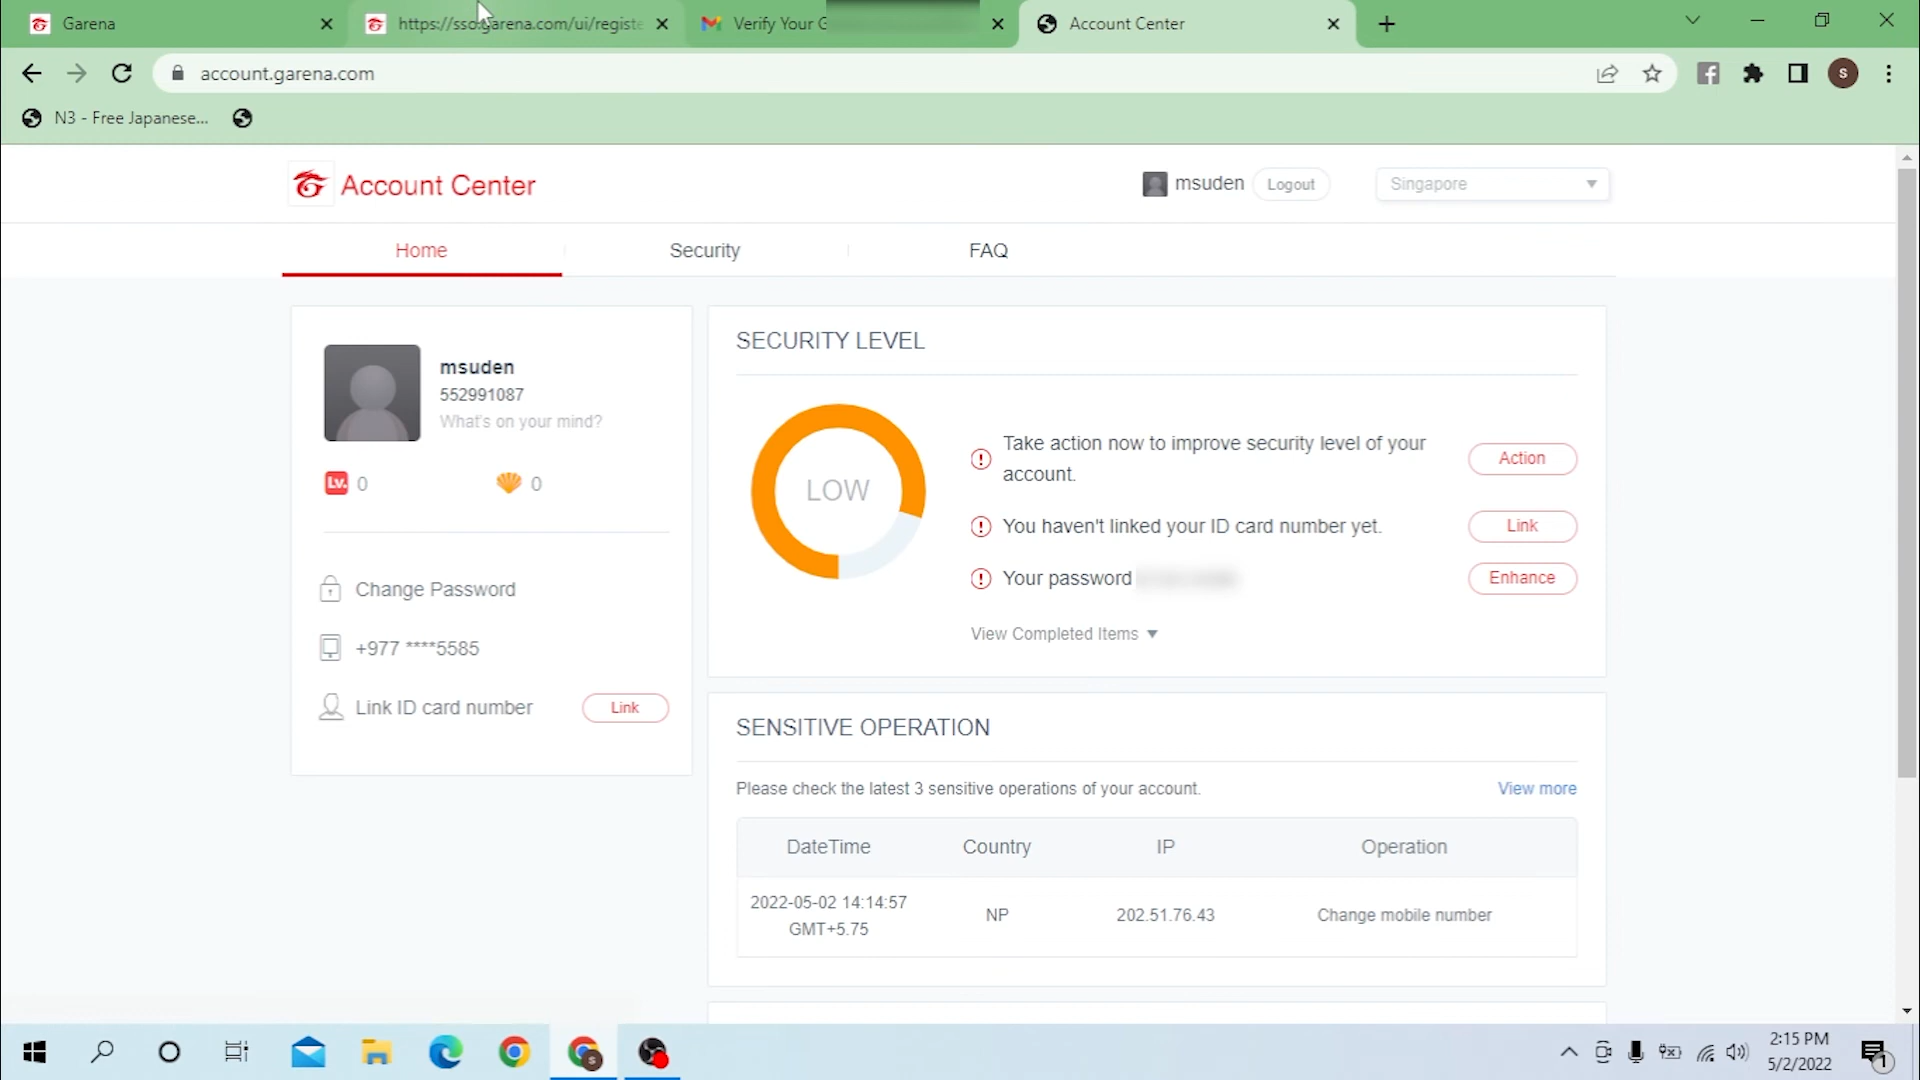 Garena
https://sso.garena.com/ui/registe
Verify Your G
Account Center
account.garena.com
S
N3 - Free Japanese...
Account Center
msuden
Logout
Singapore
Home
Security
FAQ
msuden
552991087
What's on your mind?
Lv. 0
0
Change Password
+977 ****5585
Link ID card number
Link
SECURITY LEVEL
LOW
Take action now to improve security level of your
account.
Action
You haven't linked your ID card number yet.
Link
Your password
Enhance
View Completed Items
SENSITIVE OPERATION
Please check the latest 3 sensitive operations of your account.
View more
DateTime Country IP Operation
2022-05-02 14:14:57
GMT+5.75
NP 202.51.76.43 Change mobile number
S
2:15 PM
5/2/2022
1